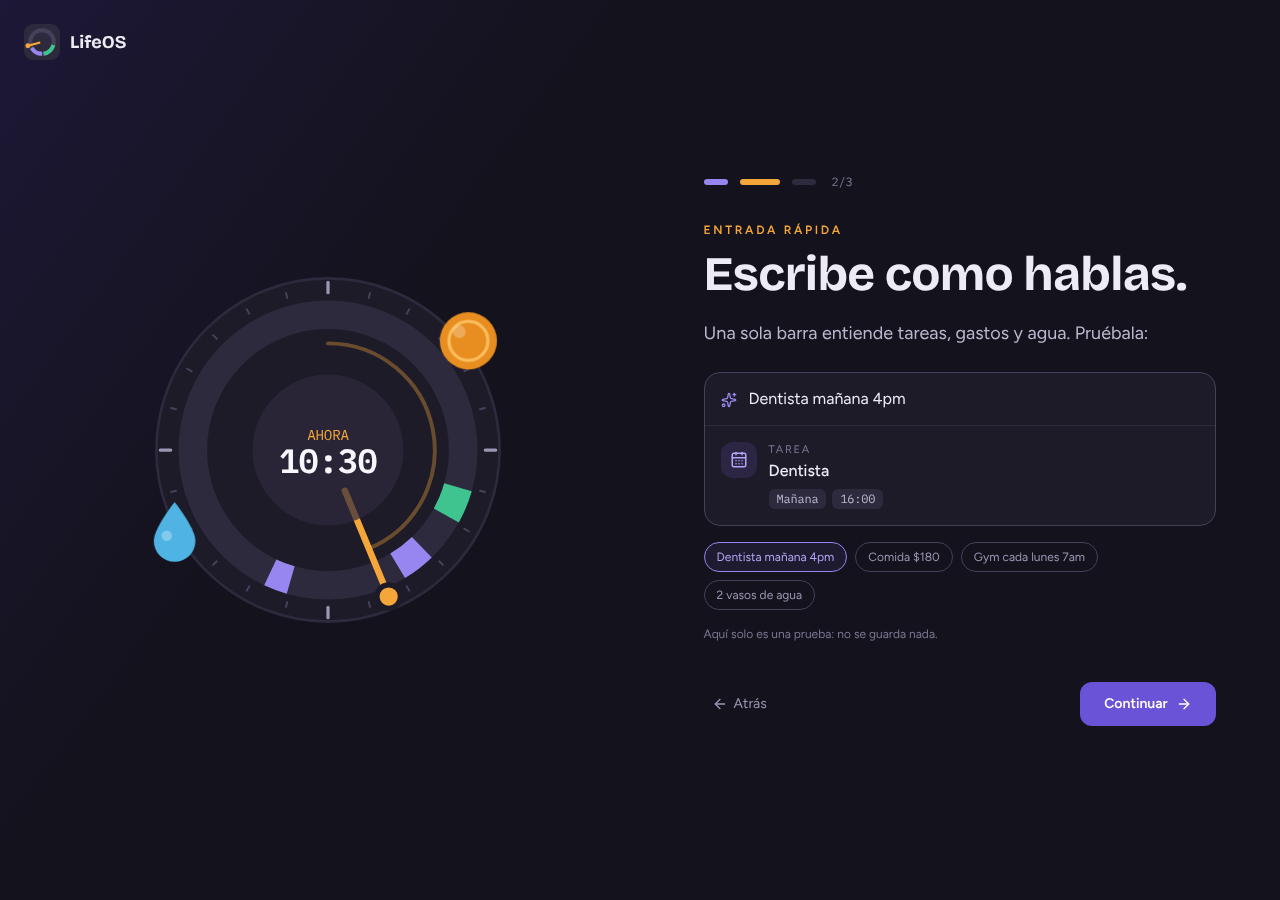 LifeOS
2/3
ENTRADA RÁPIDA
Escribe como hablas.
Una sola barra entiende tareas, gastos y agua. Pruébala:
Dentista mañana 4pm
TAREA
Dentista
Mañana 16:00
Dentista mañana 4pm Comida $180 Gym cada lunes 7am
2 vasos de agua
Aquí solo es una prueba: no se guarda nada.
Atrás Continuar
AHORA
10:30